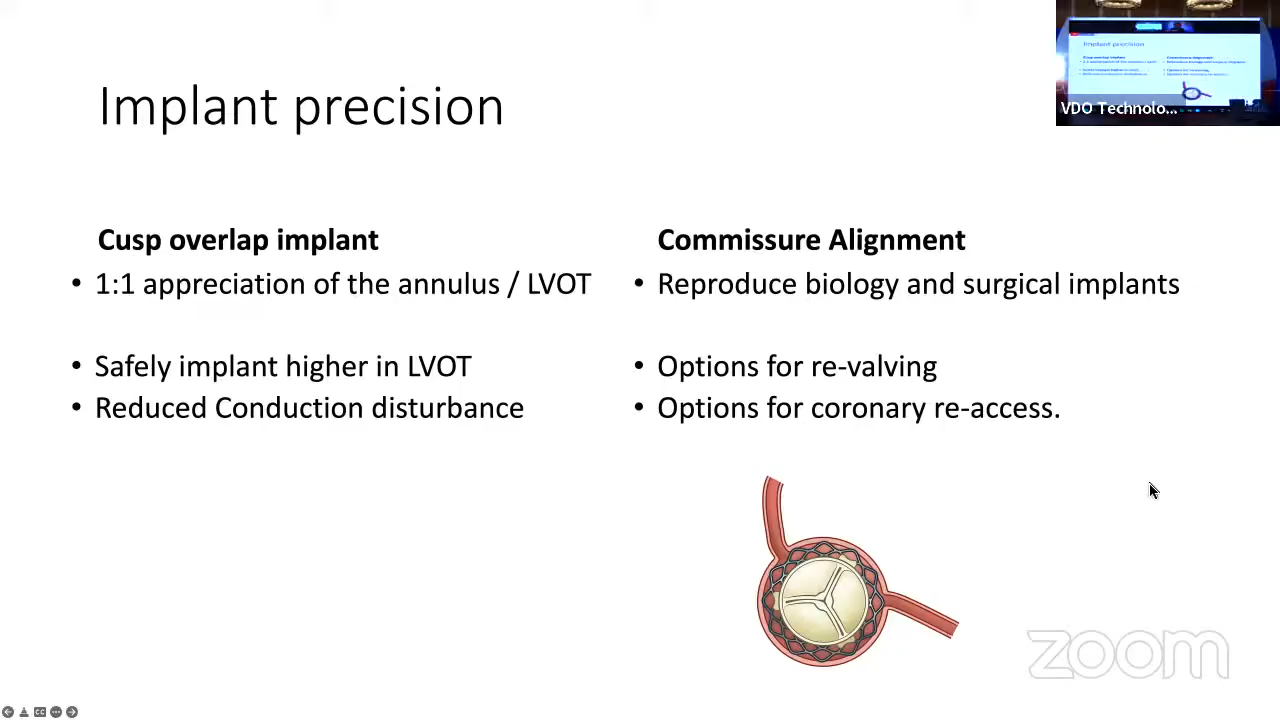 Implant precision
Cusp overlap implant
• 1:1 appreciation of the annulus / LVOT
• Safely implant higher in LVOT
• Reduced Conduction disturbance
Commissure Alignment
• Reproduce biology and surgical implants
• Options for re-valving
• Options for coronary re-access.
VDO Technolo...
Implant precision
zoom